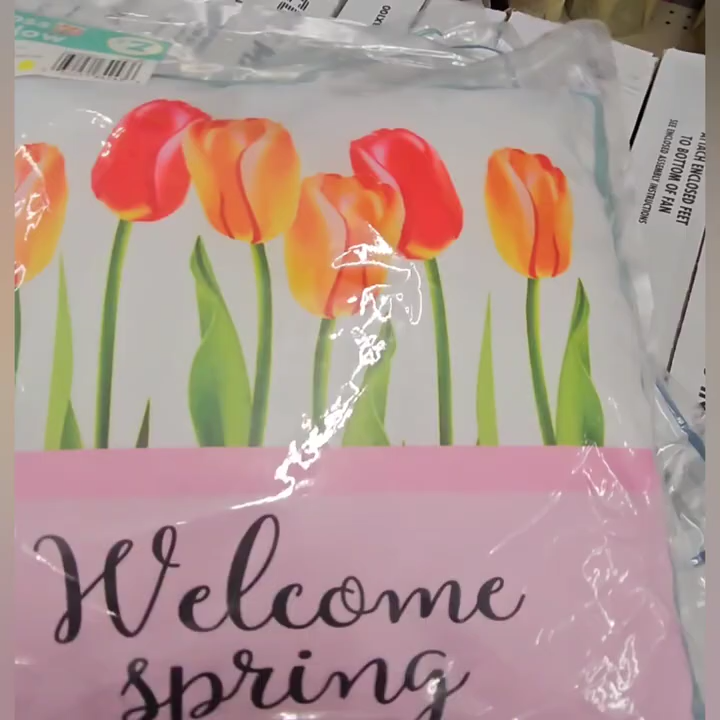 ATTACH ENCLOSED FEET
TO BOTTOM OF FAN
SEE ENCLOSED ASSEMBLY INSTRUCTIONS
Welcome
spring